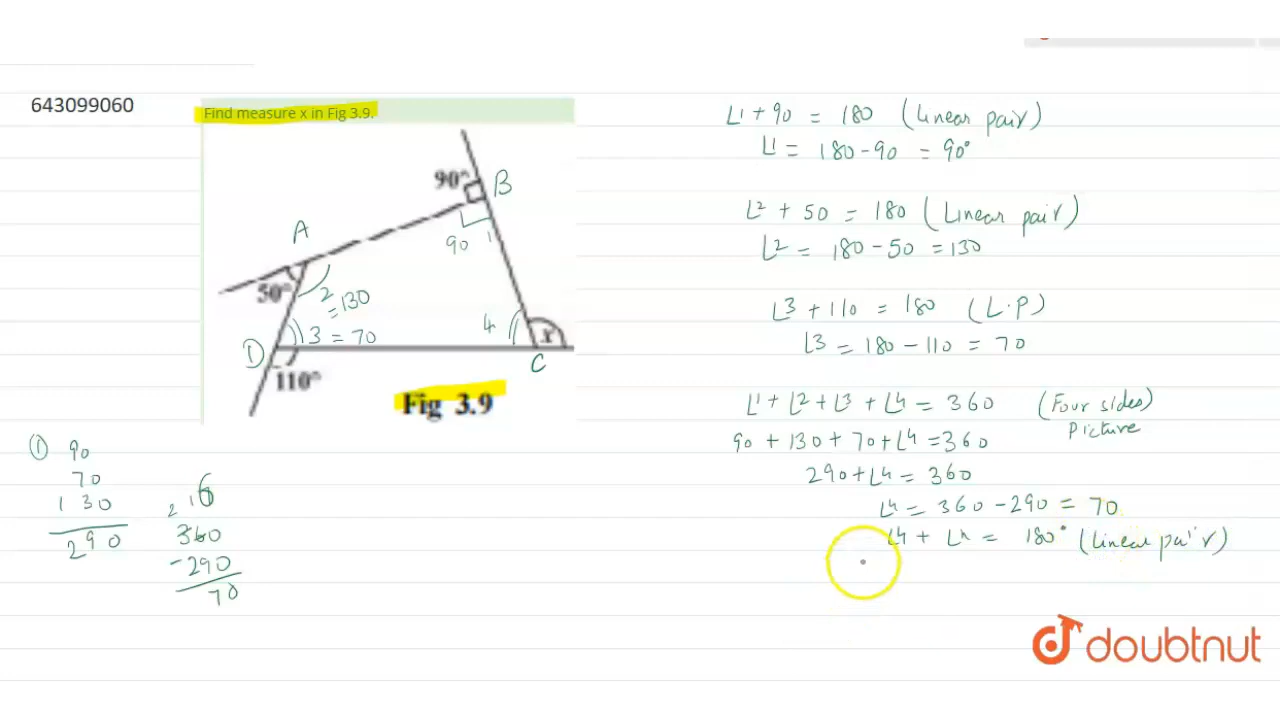 643099060
Find measure x in Fig 3.9.
90°
B
A
90
1
50°
2
= 130
D
3 = 70
4
x
C
110°
Fig 3.9
∠1 + 90 = 180 (Linear pair)
∠1 = 180 - 90 = 90°
∠2 + 50 = 180 (Linear pair)
∠2 = 180 - 50 = 130
∠3 + 110 = 180 (L.P)
∠3 = 180 - 110 = 70
∠1 + ∠2 + ∠3 + ∠4 = 360 (Four sides)
Picture
90 + 130 + 70 + ∠4 = 360
290 + ∠4 = 360
∠4 = 360 - 290 = 70
∠4 + ∠x = 180° (Linear pair)
① 90
70
130
290
2 16
360
-290
70
doubtnut